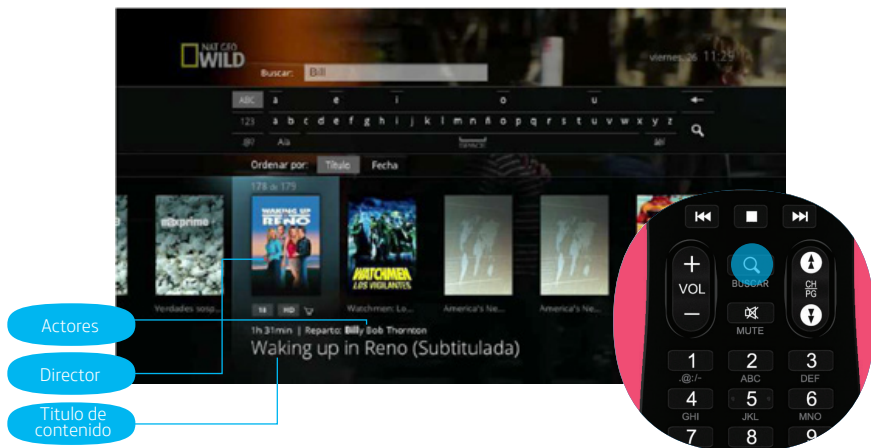 NAT GEO
WILD
viernes, 26 11:29
Buscar: Bill
ABC a e i o u
123 a b c d e f g h i j k l m n ñ o p q r s t u v w x y z
@? Aá ESPACIO
Ordenar por: Título Fecha
178 de 179
maxprime
WAKING UP IN
RENO
WATCHMEN
LOS VIGILANTES
Verdades sosp...
16 HD
Watchmen: Lo...
America's Ne...
America's Ne...
1h 31min | Reparto: Billy Bob Thornton
Waking up in Reno (Subtitulada)
Actores
Director
Titulo de
contenido
+
VOL
−
BUSCAR
CH
PG
MUTE
1 2 3
.@:/- ABC DEF
4 5 6
GHI JKL MNO
7 8 9